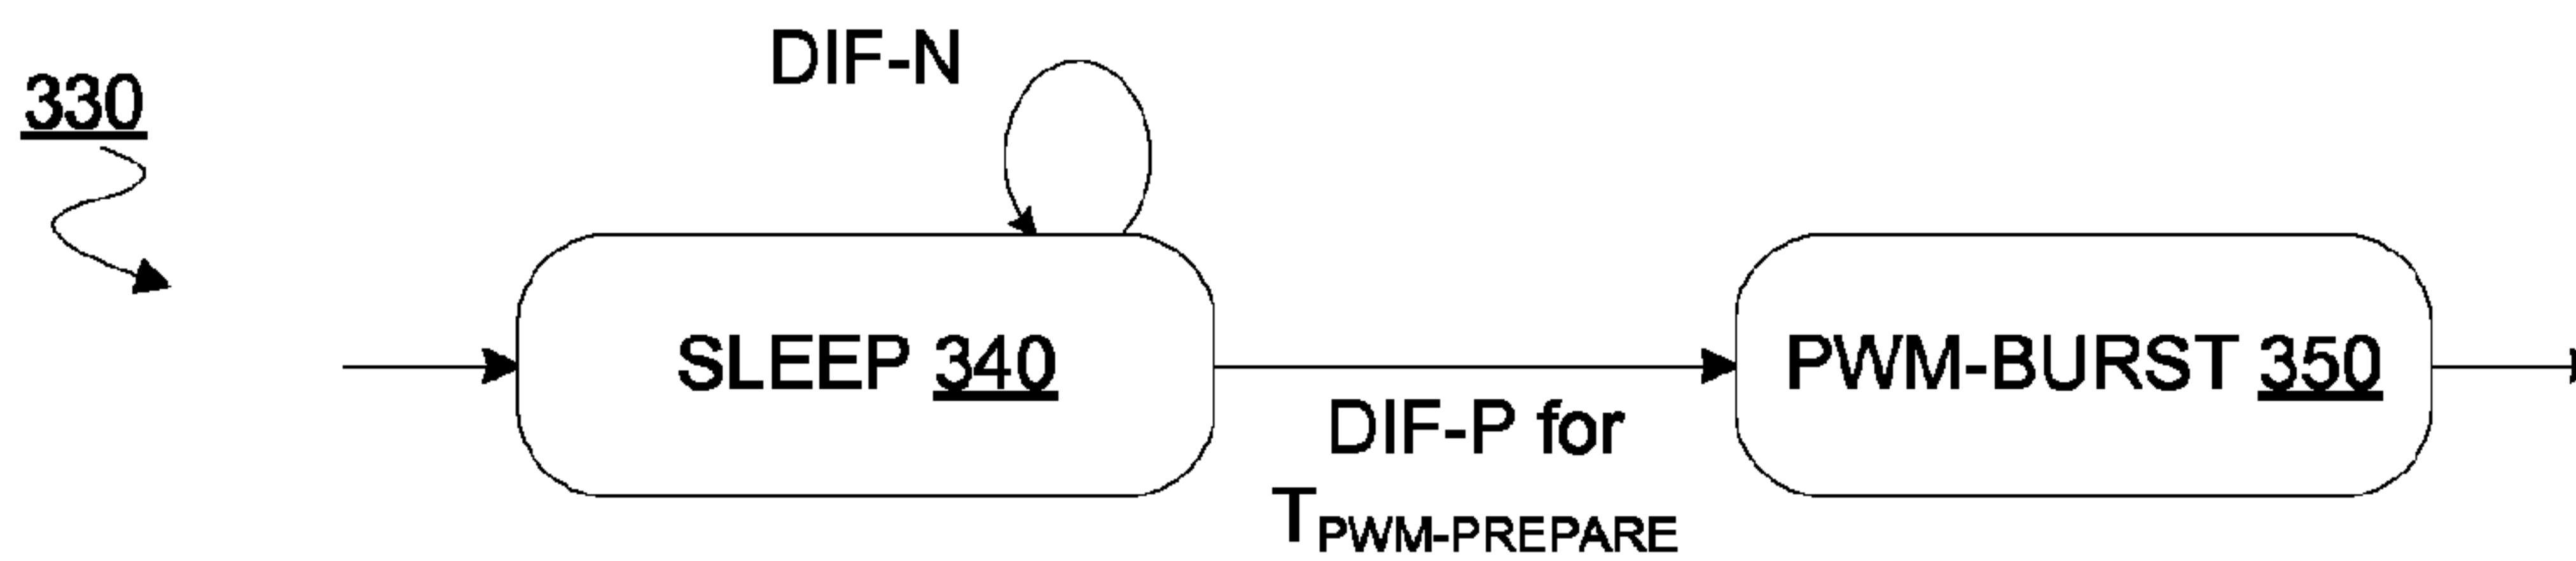 DIF-N
330
SLEEP 340
PWM-BURST 350
DIF-P for
TPWM-PREPARE